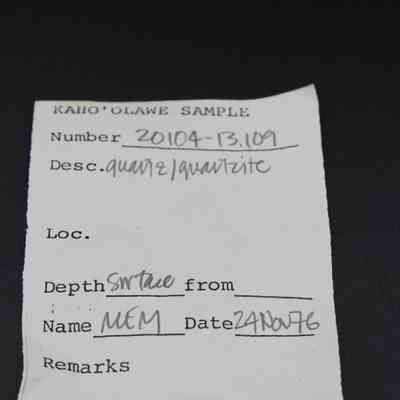 KAHO'OLAWE SAMPLE
Number 20104-13.109
Desc. quartz/quartzite
Loc.
Depth Surface from
Name MEM Date 24Nov76
Remarks